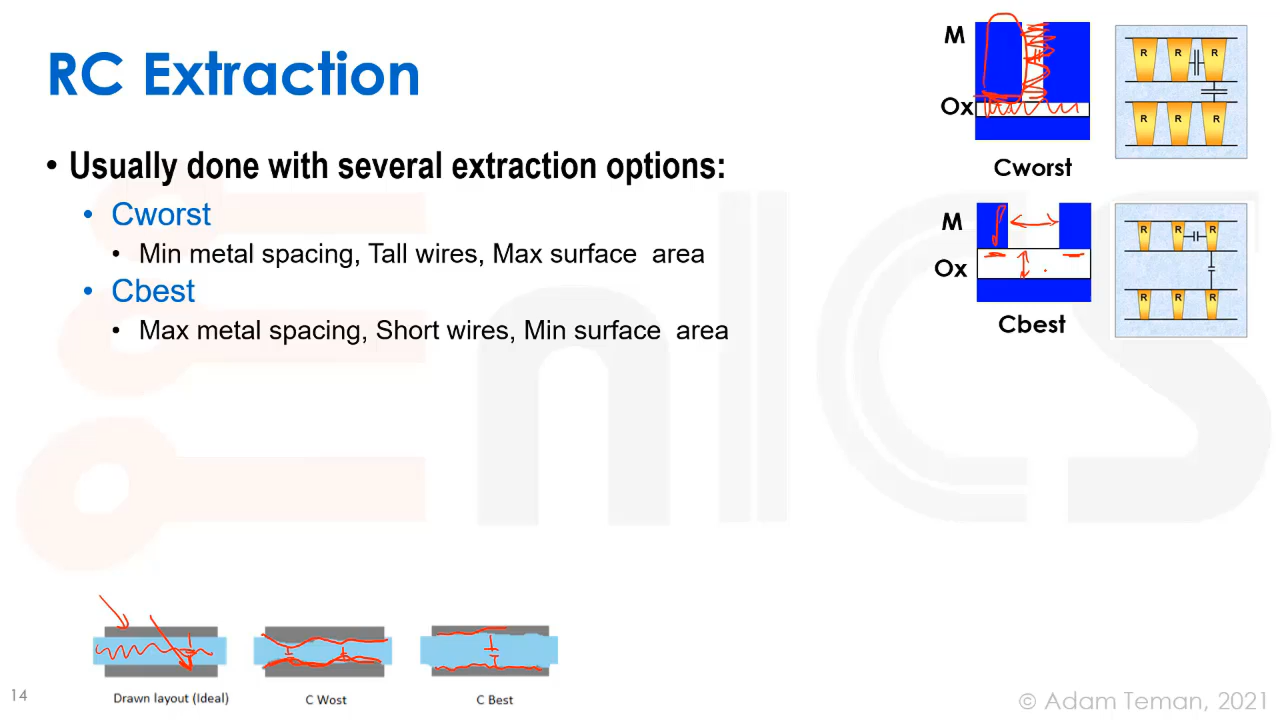 RC Extraction
• Usually done with several extraction options:
• Cworst
• Min metal spacing, Tall wires, Max surface area
• Cbest
• Max metal spacing, Short wires, Min surface area
M
Ox
Cworst
R R R
R R R
M
Ox
Cbest
R R R
R R R
Drawn layout (Ideal)
C Wost
C Best
14
© Adam Teman, 2021
enICS